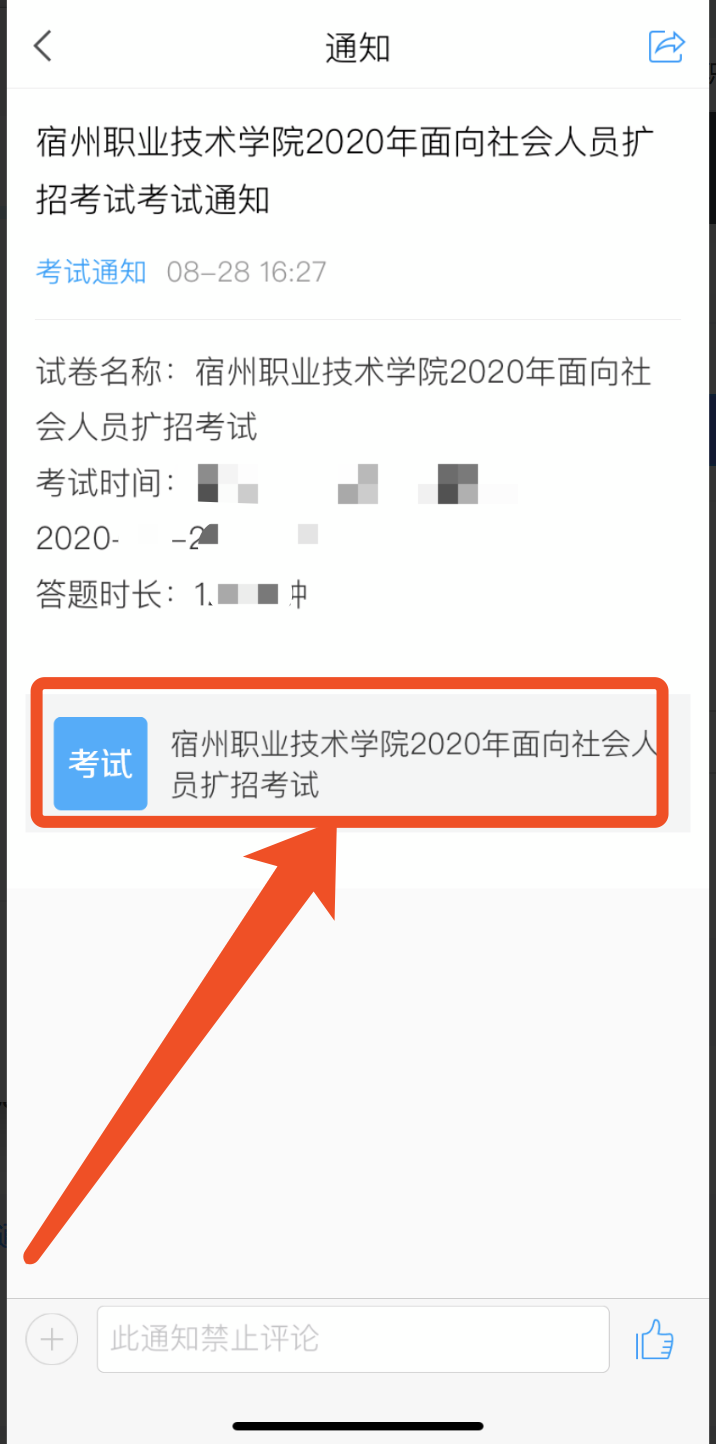 通知
宿州职业技术学院2020年面向社会人员扩
招考试考试通知
考试通知 08-28 16:27
试卷名称：宿州职业技术学院2020年面向社
会人员扩招考试
考试时间：
2020- -2
答题时长：1. 钟
考试
宿州职业技术学院2020年面向社会人
员扩招考试
此通知禁止评论